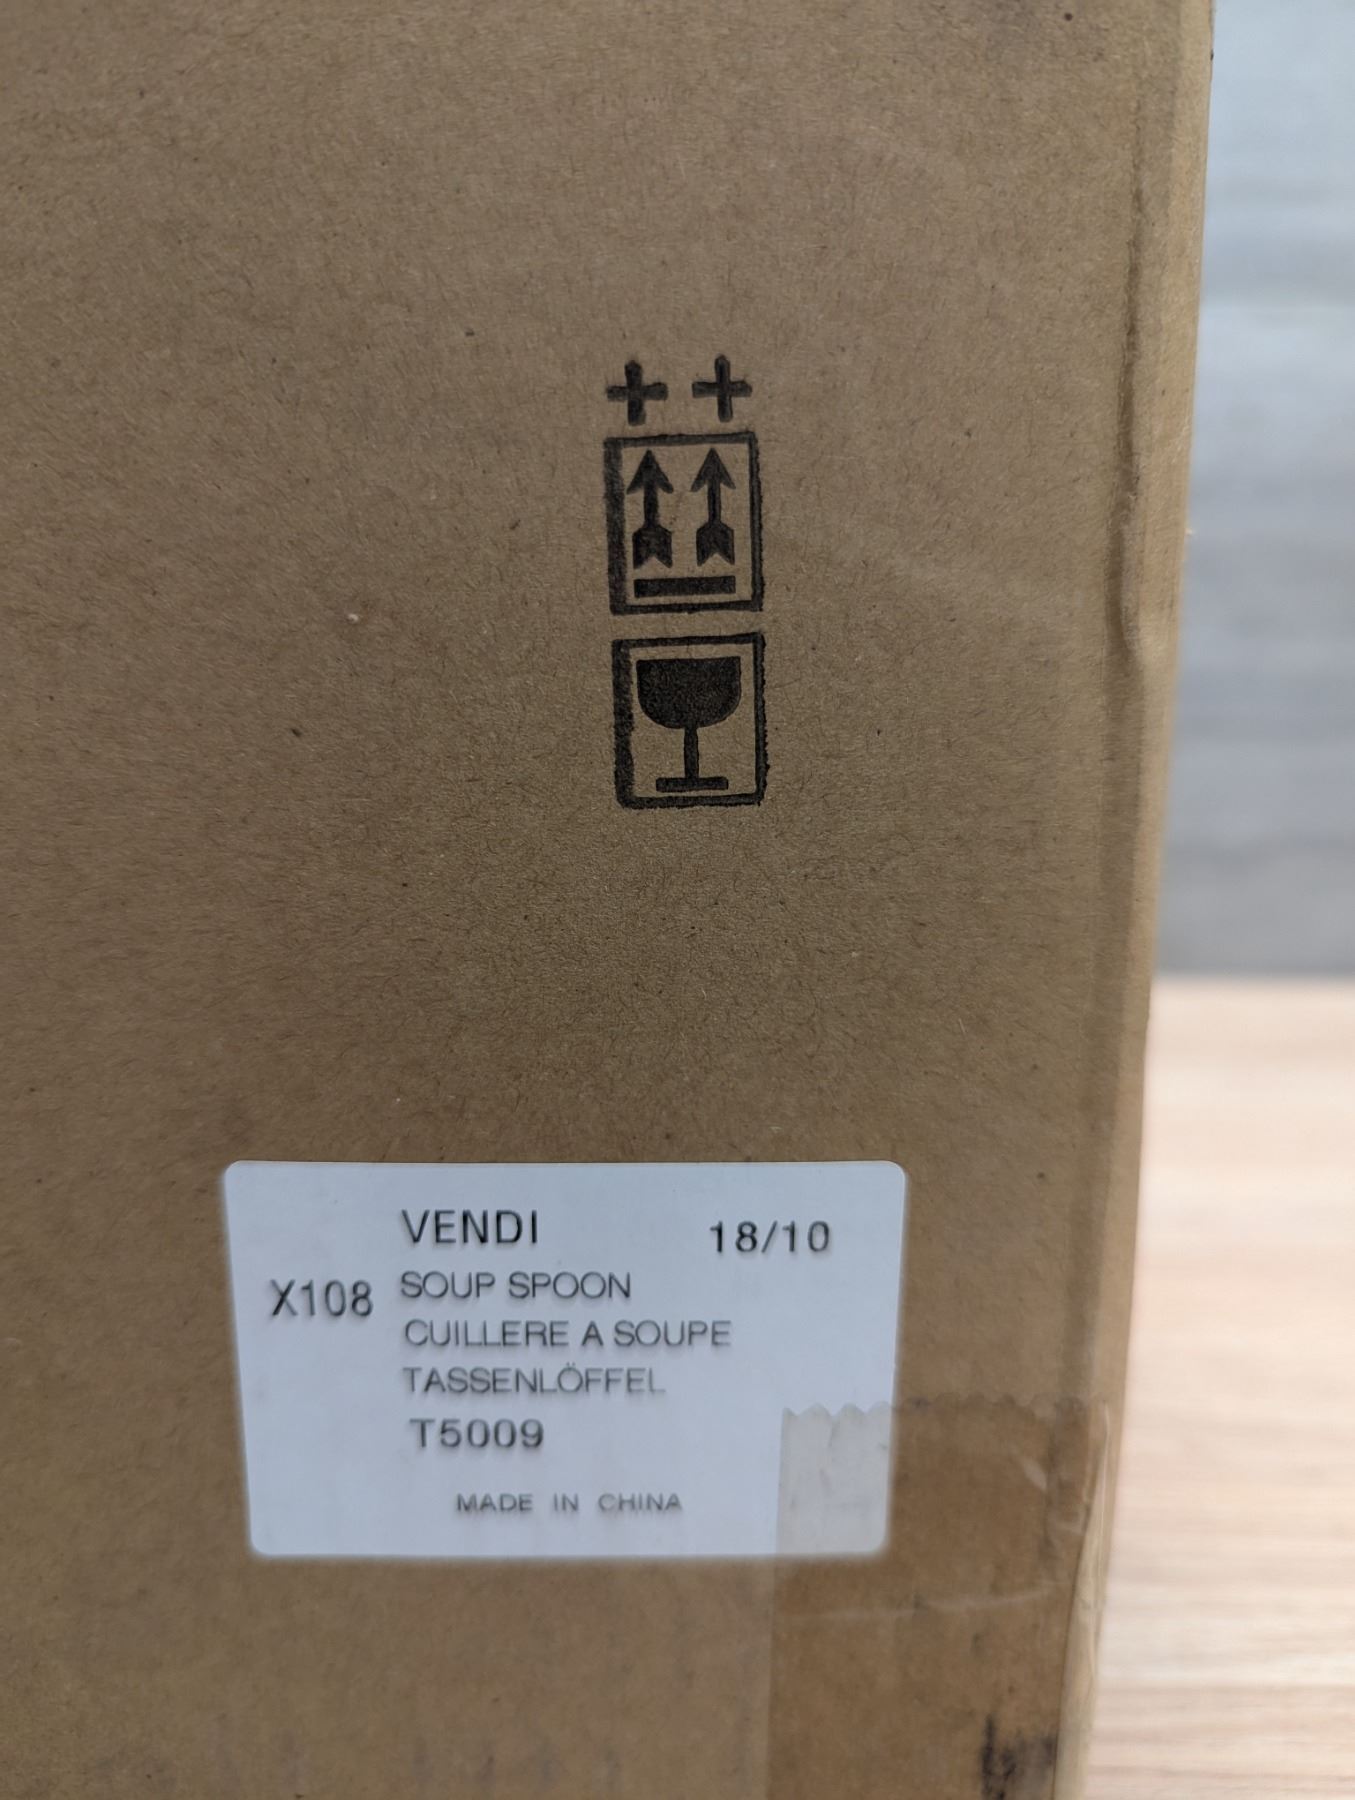 VENDI 18/10
X108 SOUP SPOON
CUILLERE A SOUPE
TASSENLÖFFEL
T5009
MADE IN CHINA